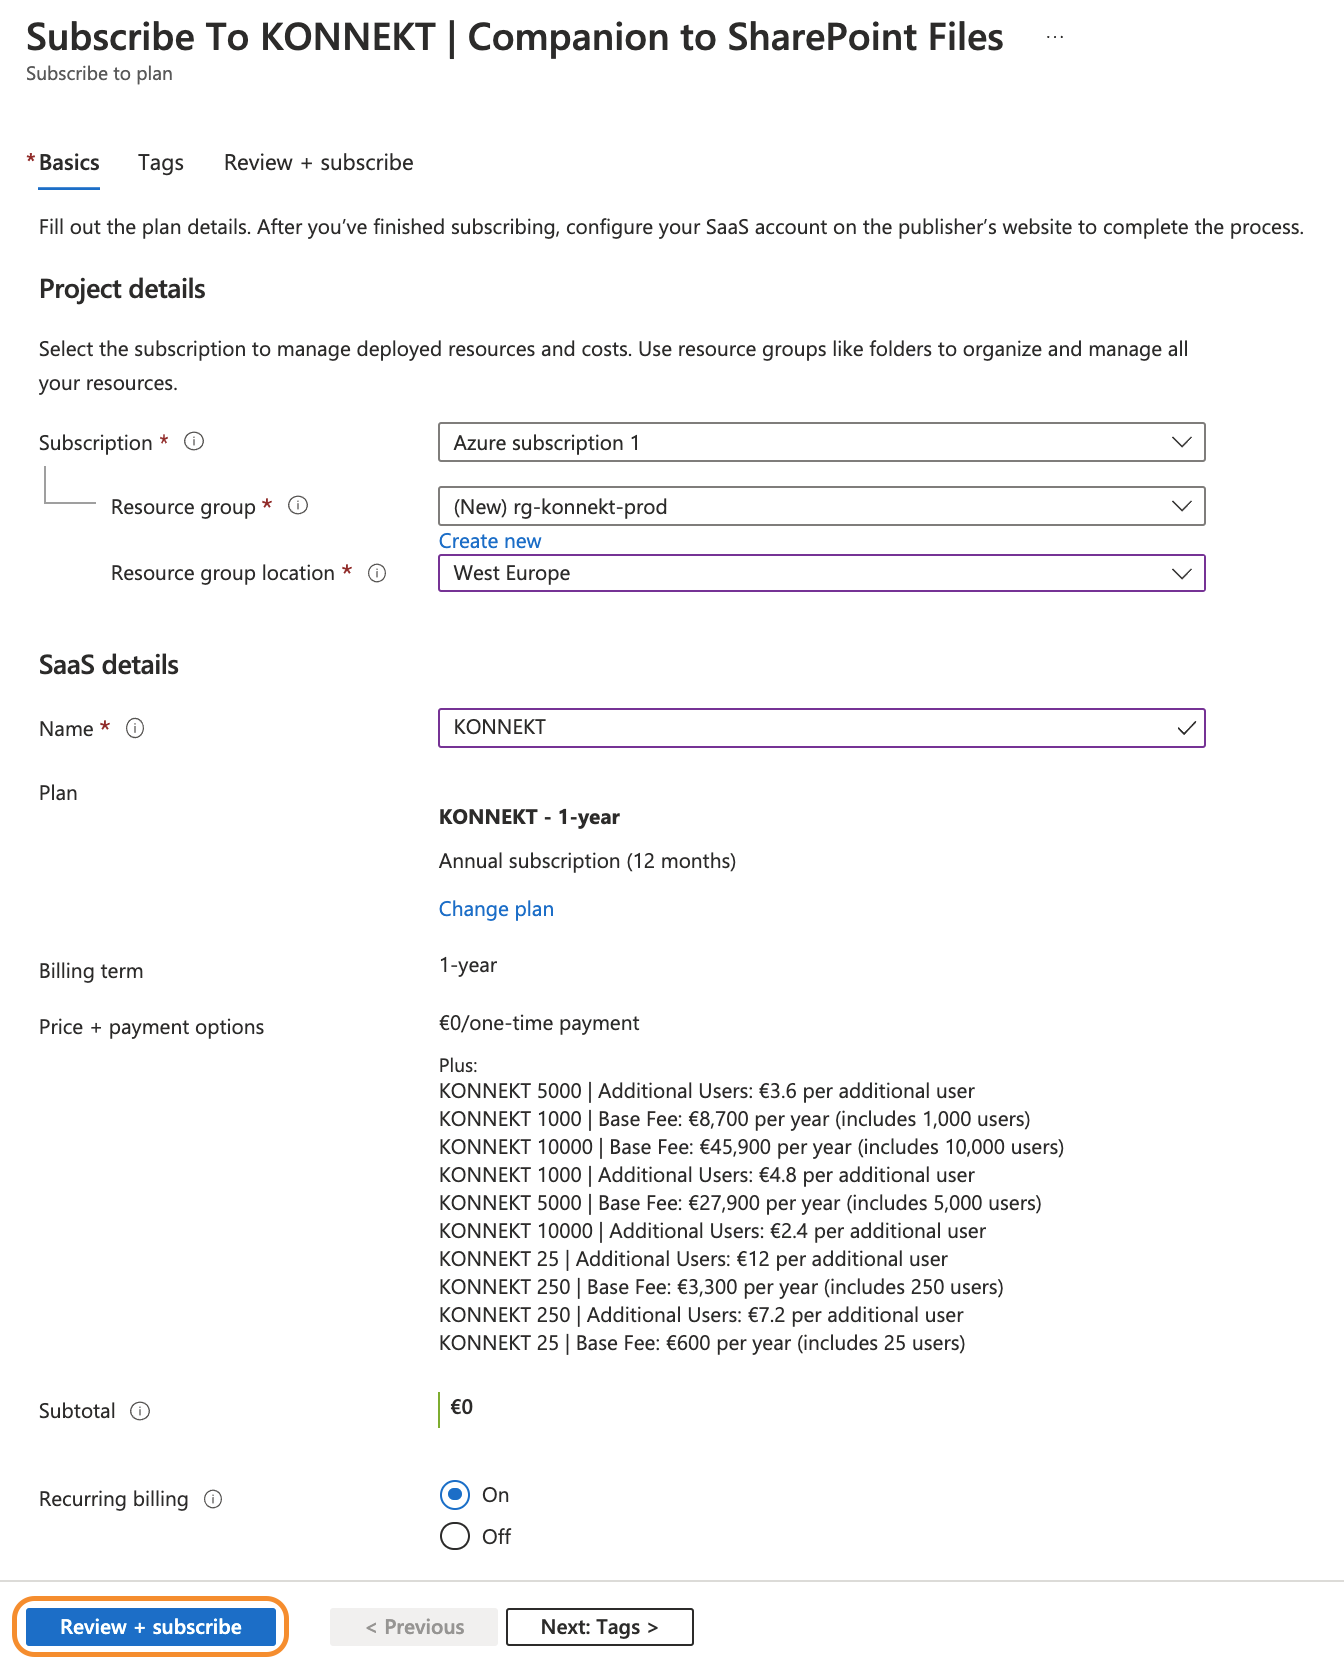 Subscribe To KONNEKT | Companion to SharePoint Files ...
Subscribe to plan
* Basics Tags Review + subscribe
Fill out the plan details. After you’ve finished subscribing, configure your SaaS account on the publisher’s website to complete the process.
Project details
Select the subscription to manage deployed resources and costs. Use resource groups like folders to organize and manage all
your resources.
Subscription * Azure subscription 1
Resource group * (New) rg-konnekt-prod
Create new
Resource group location * West Europe
SaaS details
Name * KONNEKT
Plan
KONNEKT - 1-year
Annual subscription (12 months)
Change plan
Billing term 1-year
Price + payment options €0/one-time payment
Plus:
KONNEKT 5000 | Additional Users: €3.6 per additional user
KONNEKT 1000 | Base Fee: €8,700 per year (includes 1,000 users)
KONNEKT 10000 | Base Fee: €45,900 per year (includes 10,000 users)
KONNEKT 1000 | Additional Users: €4.8 per additional user
KONNEKT 5000 | Base Fee: €27,900 per year (includes 5,000 users)
KONNEKT 10000 | Additional Users: €2.4 per additional user
KONNEKT 25 | Additional Users: €12 per additional user
KONNEKT 250 | Base Fee: €3,300 per year (includes 250 users)
KONNEKT 250 | Additional Users: €7.2 per additional user
KONNEKT 25 | Base Fee: €600 per year (includes 25 users)
Subtotal €0
Recurring billing On
Off
Review + subscribe < Previous Next: Tags >